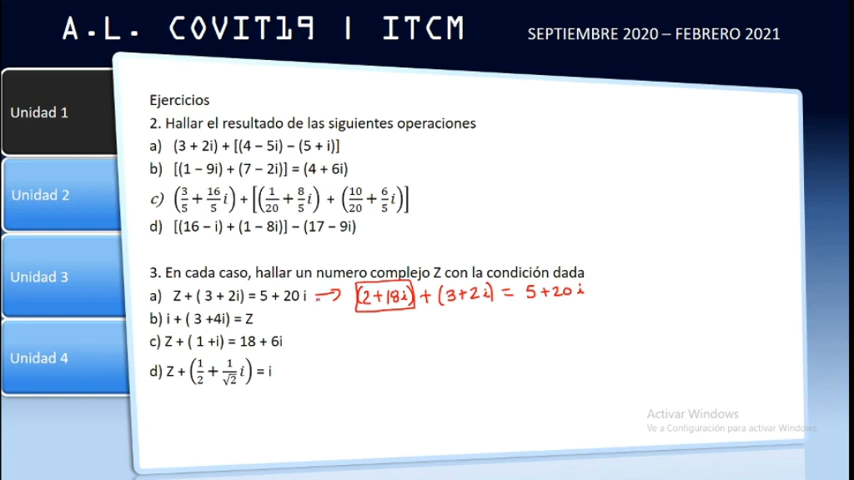 A.L. COVIT19 | ITCM
SEPTIEMBRE 2020 – FEBRERO 2021
Unidad 1
Unidad 2
Unidad 3
Unidad 4
Ejercicios
2. Hallar el resultado de las siguientes operaciones
a) (3 + 2i) + [(4 – 5i) – (5 + i)]
b) [(1 – 9i) + (7 – 2i)] = (4 + 6i)
c) (3/5 + 16/5 i) + [(1/20 + 8/5 i) + (10/20 + 6/5 i)]
d) [(16 – i) + (1 – 8i)] – (17 – 9i)
3. En cada caso, hallar un numero complejo Z con la condición dada
a) Z + ( 3 + 2i) = 5 + 20 i → (2+18i) + (3+2i) = 5+20 i
b) i + ( 3 +4i) = Z
c) Z + ( 1 +i) = 18 + 6i
d) Z + (1/2 + 1/√2 i) = i
Activar Windows
Ve a Configuración para activar Windows.